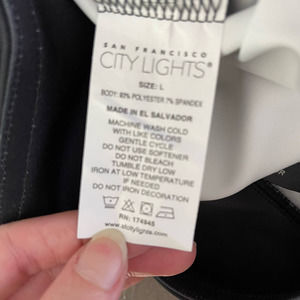 SAN FRANCISCO
CITY LIGHTS®
SIZE: L
BODY: 93% POLYESTER 7% SPANDEX
MADE IN EL SALVADOR
MACHINE WASH COLD
WITH LIKE COLORS
GENTLE CYCLE
DO NOT USE SOFTENER
DO NOT BLEACH
TUMBLE DRY LOW
IRON AT LOW TEMPERATURE
IF NEEDED
DO NOT IRON DECORATION
RN: 174945
www.sfcitylights.com